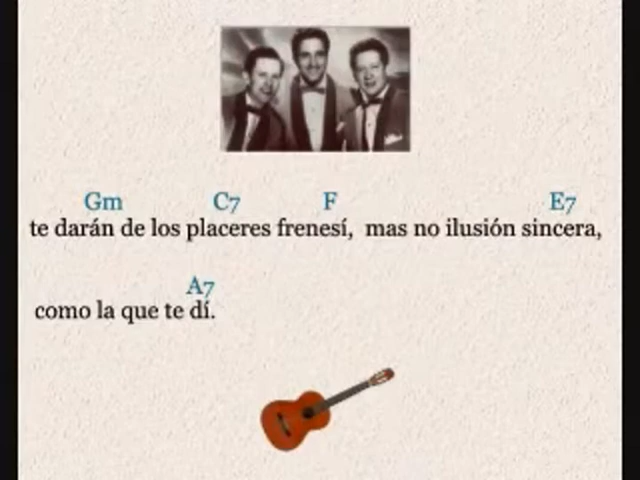 Gm C7 F E7
te darán de los placeres frenesí, mas no ilusión sincera,
A7
como la que te dí.